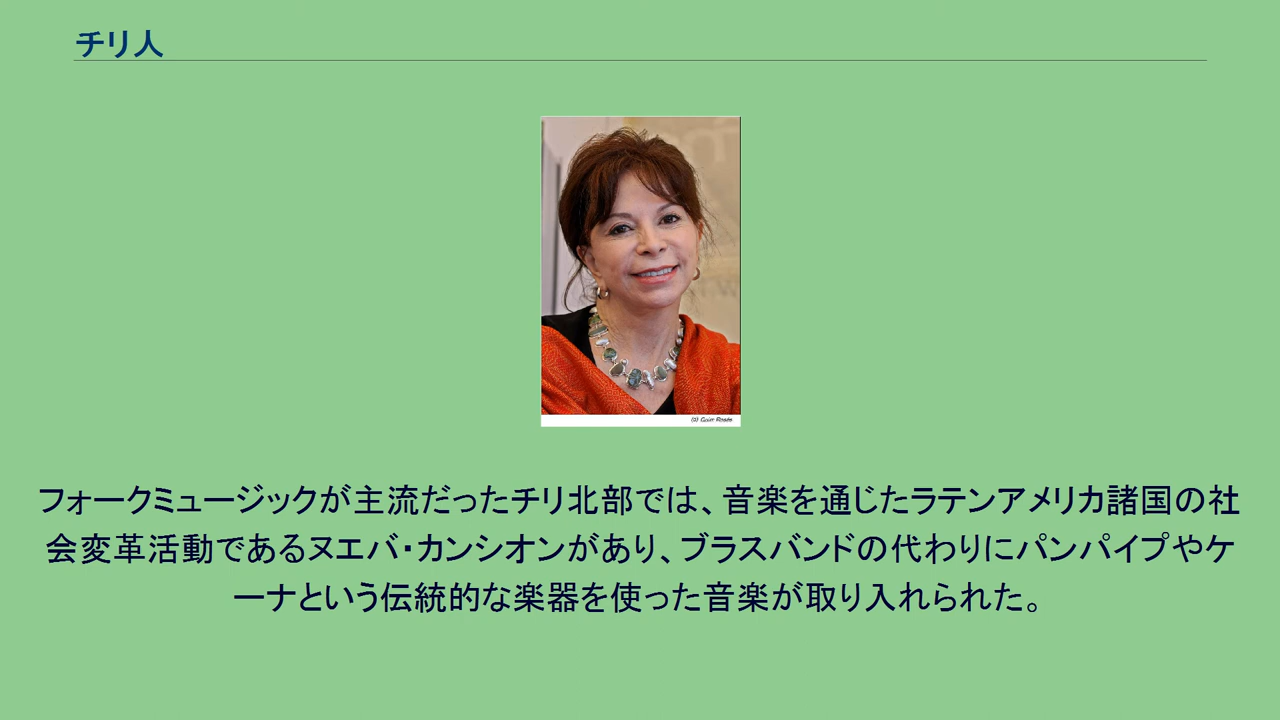 チリ人
フォークミュージックが主流だったチリ北部では、音楽を通じたラテンアメリカ諸国の社
会変革活動であるヌエバ・カンシオンがあり、ブラスバンドの代わりにパンパイプやケ
ーナという伝統的な楽器を使った音楽が取り入れられた。